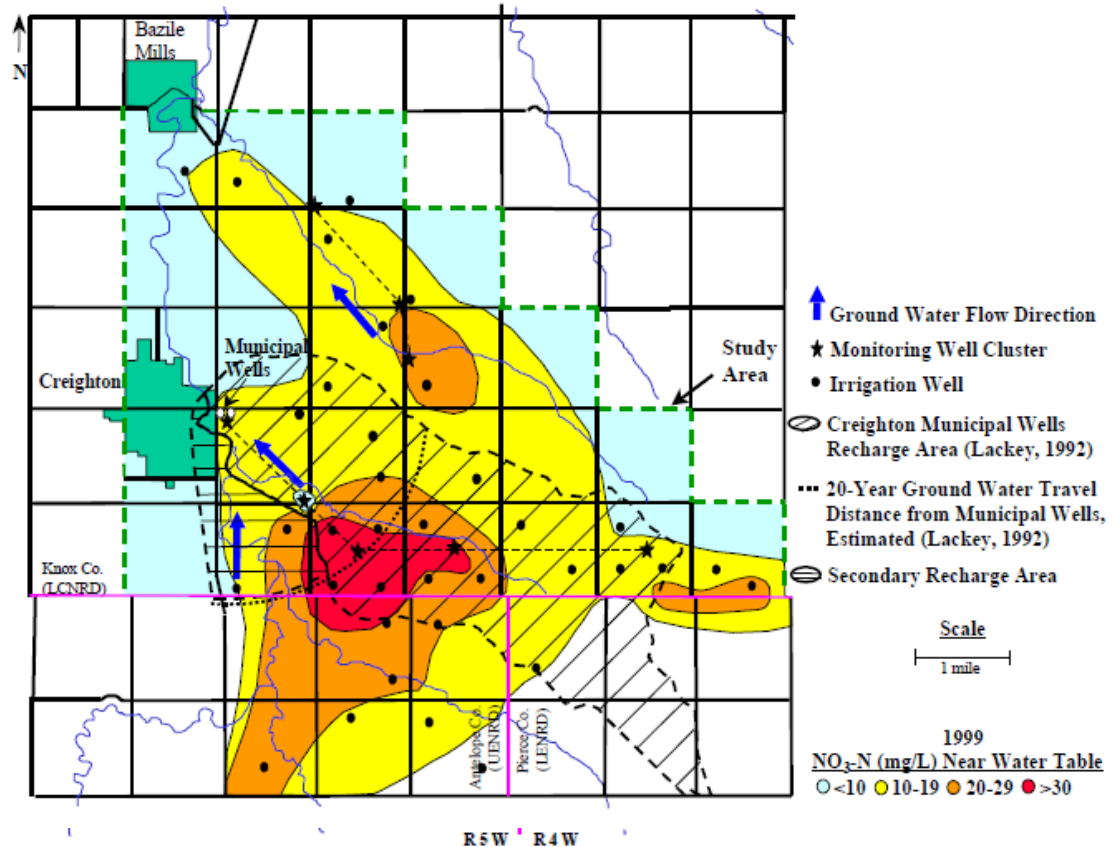 N
Bazile
Mills
Municipal
Wells
Creighton
Study
Area
Knox Co.
(LCNRD)
Antelope Co.
(UENRD)
Pierce Co.
(LENRD)
R 5 W
R 4 W
Ground Water Flow Direction
Monitoring Well Cluster
Irrigation Well
Creighton Municipal Wells
Recharge Area (Lackey, 1992)
20-Year Ground Water Travel
Distance from Municipal Wells,
Estimated (Lackey, 1992)
Secondary Recharge Area
Scale
1 mile
1999
NO₃-N (mg/L) Near Water Table
<10 10-19 20-29 >30